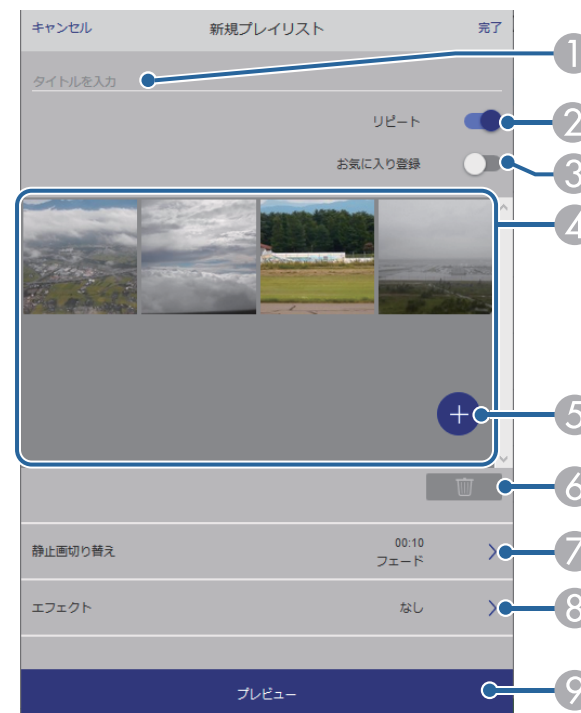 キャンセル 新規プレイリスト 完了
タイトルを入力
1
リピート
2
お気に入り登録
3
4
5
6
静止画切り替え 00:10
フェード
7
エフェクト なし
8
プレビュー
9